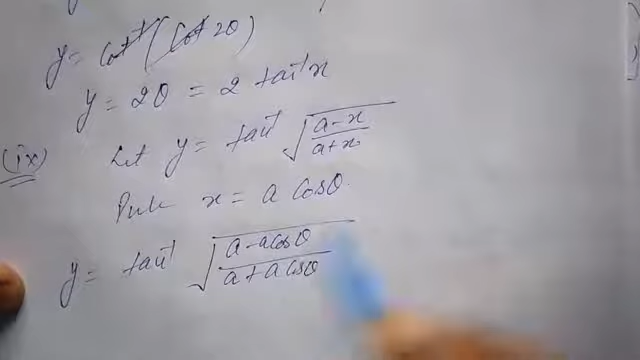 y = cot⁻¹(cot 2θ)
y = 2θ = 2 tan⁻¹x
(ix) Let y = tan⁻¹ √(a-x / a+x)
Put x = a cosθ
y = tan⁻¹ √(a-a cosθ / a+a cosθ)